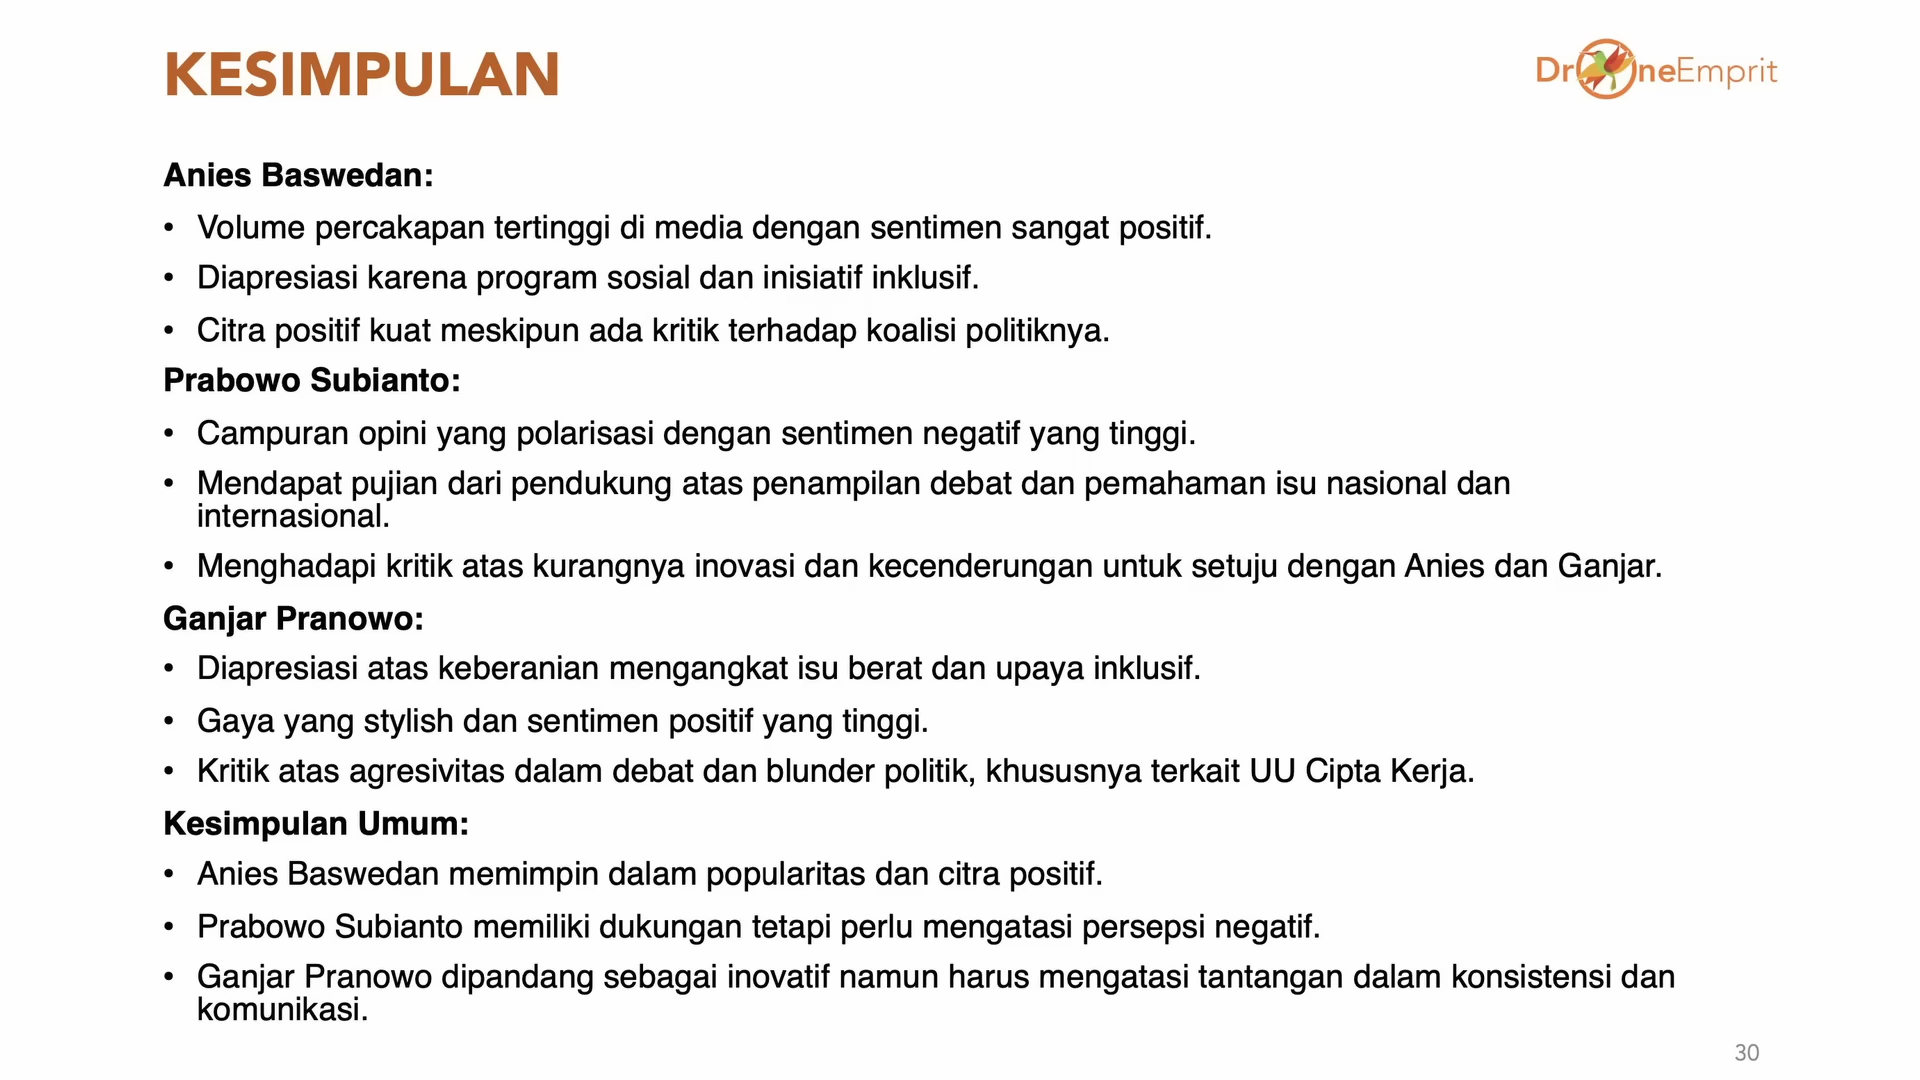 KESIMPULAN
DroneEmprit
Anies Baswedan:
• Volume percakapan tertinggi di media dengan sentimen sangat positif.
• Diapresiasi karena program sosial dan inisiatif inklusif.
• Citra positif kuat meskipun ada kritik terhadap koalisi politiknya.
Prabowo Subianto:
• Campuran opini yang polarisasi dengan sentimen negatif yang tinggi.
• Mendapat pujian dari pendukung atas penampilan debat dan pemahaman isu nasional dan
internasional.
• Menghadapi kritik atas kurangnya inovasi dan kecenderungan untuk setuju dengan Anies dan Ganjar.
Ganjar Pranowo:
• Diapresiasi atas keberanian mengangkat isu berat dan upaya inklusif.
• Gaya yang stylish dan sentimen positif yang tinggi.
• Kritik atas agresivitas dalam debat dan blunder politik, khususnya terkait UU Cipta Kerja.
Kesimpulan Umum:
• Anies Baswedan memimpin dalam popularitas dan citra positif.
• Prabowo Subianto memiliki dukungan tetapi perlu mengatasi persepsi negatif.
• Ganjar Pranowo dipandang sebagai inovatif namun harus mengatasi tantangan dalam konsistensi dan
komunikasi.
30